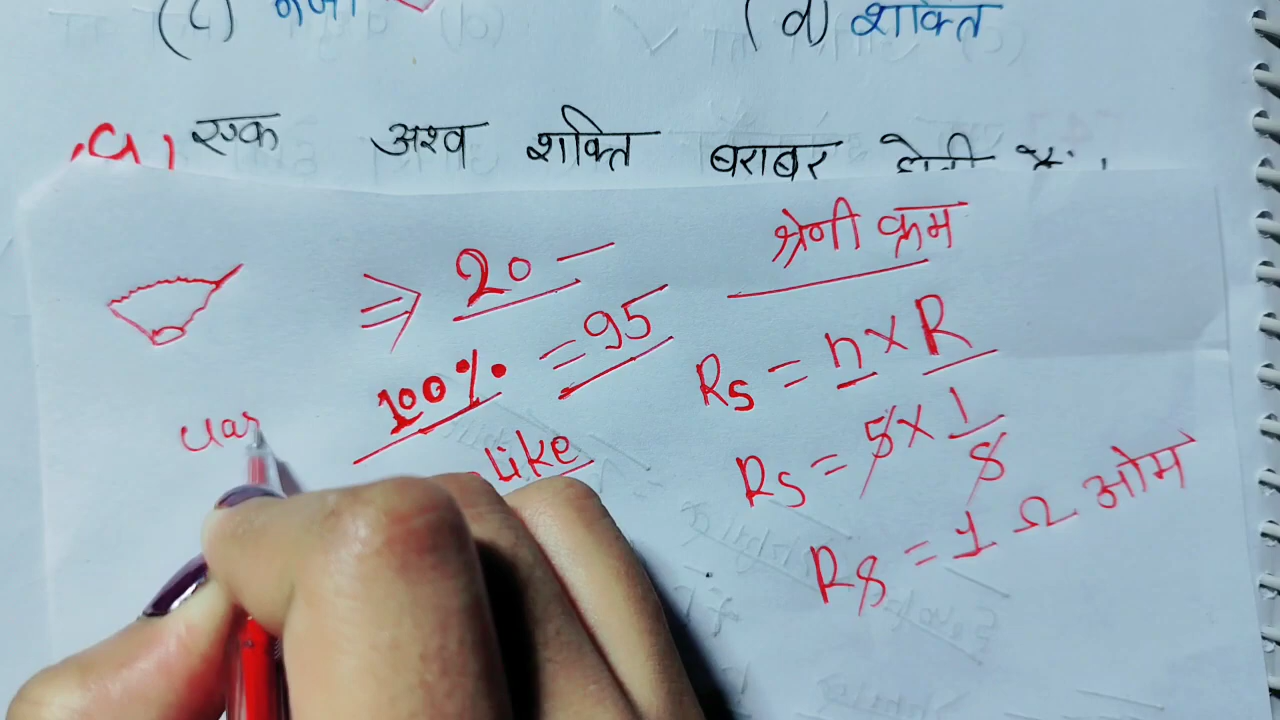 (c) (d) शक्ति
एक अश्व शक्ति बराबर होती है
⇒ 20 —
100% = 95
like
श्रेणी क्रम
Rs = n × R
Rs = 5 × 1/5
Rs = 1 Ω ओम